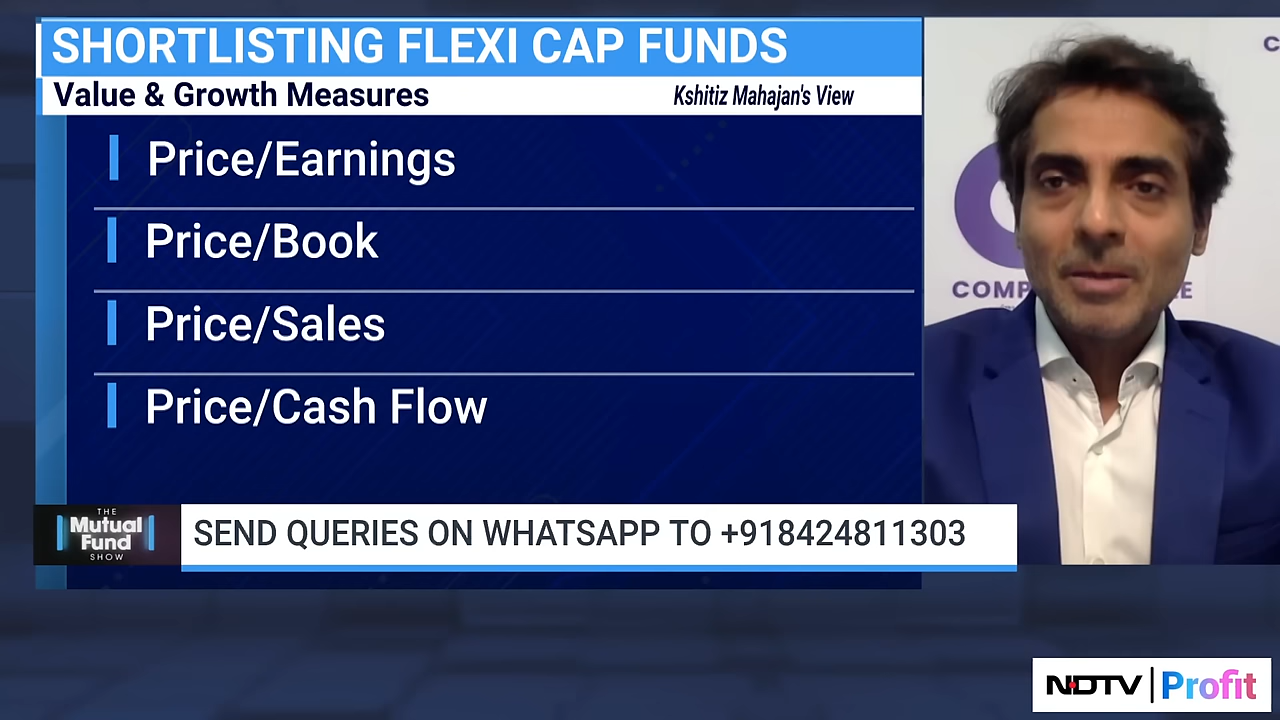 SHORTLISTING FLEXI CAP FUNDS
Value & Growth Measures
Kshitiz Mahajan's View
Price/Earnings
Price/Book
Price/Sales
Price/Cash Flow
THE
Mutual
Fund
SHOW
SEND QUERIES ON WHATSAPP TO +918424811303
NDTV Profit